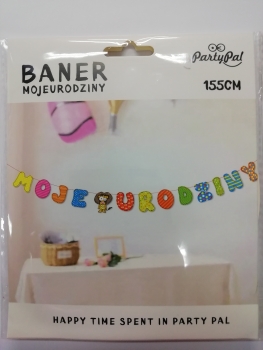 BANER
MOJEURODZINY
PartyPal
155CM
MOJE URODZINY
HAPPY TIME SPENT IN PARTY PAL